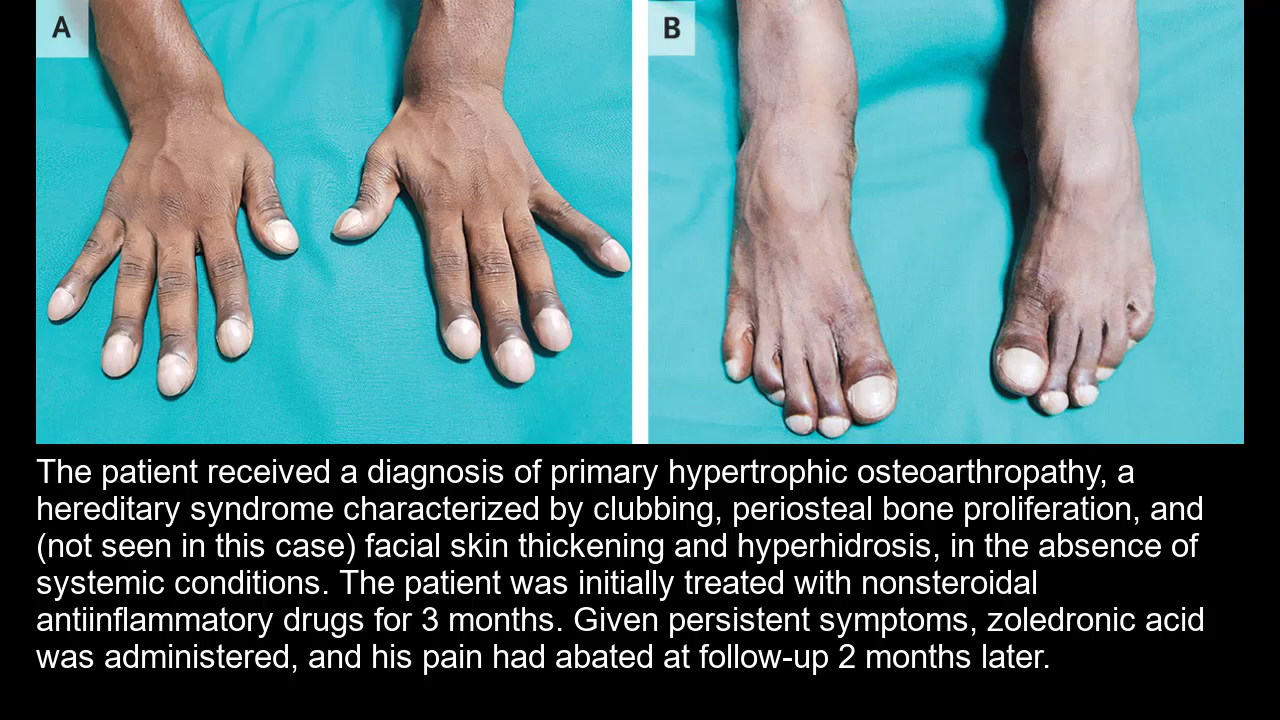 A
B
The patient received a diagnosis of primary hypertrophic osteoarthropathy, a
hereditary syndrome characterized by clubbing, periosteal bone proliferation, and
(not seen in this case) facial skin thickening and hyperhidrosis, in the absence of
systemic conditions. The patient was initially treated with nonsteroidal
antiinflammatory drugs for 3 months. Given persistent symptoms, zoledronic acid
was administered, and his pain had abated at follow-up 2 months later.